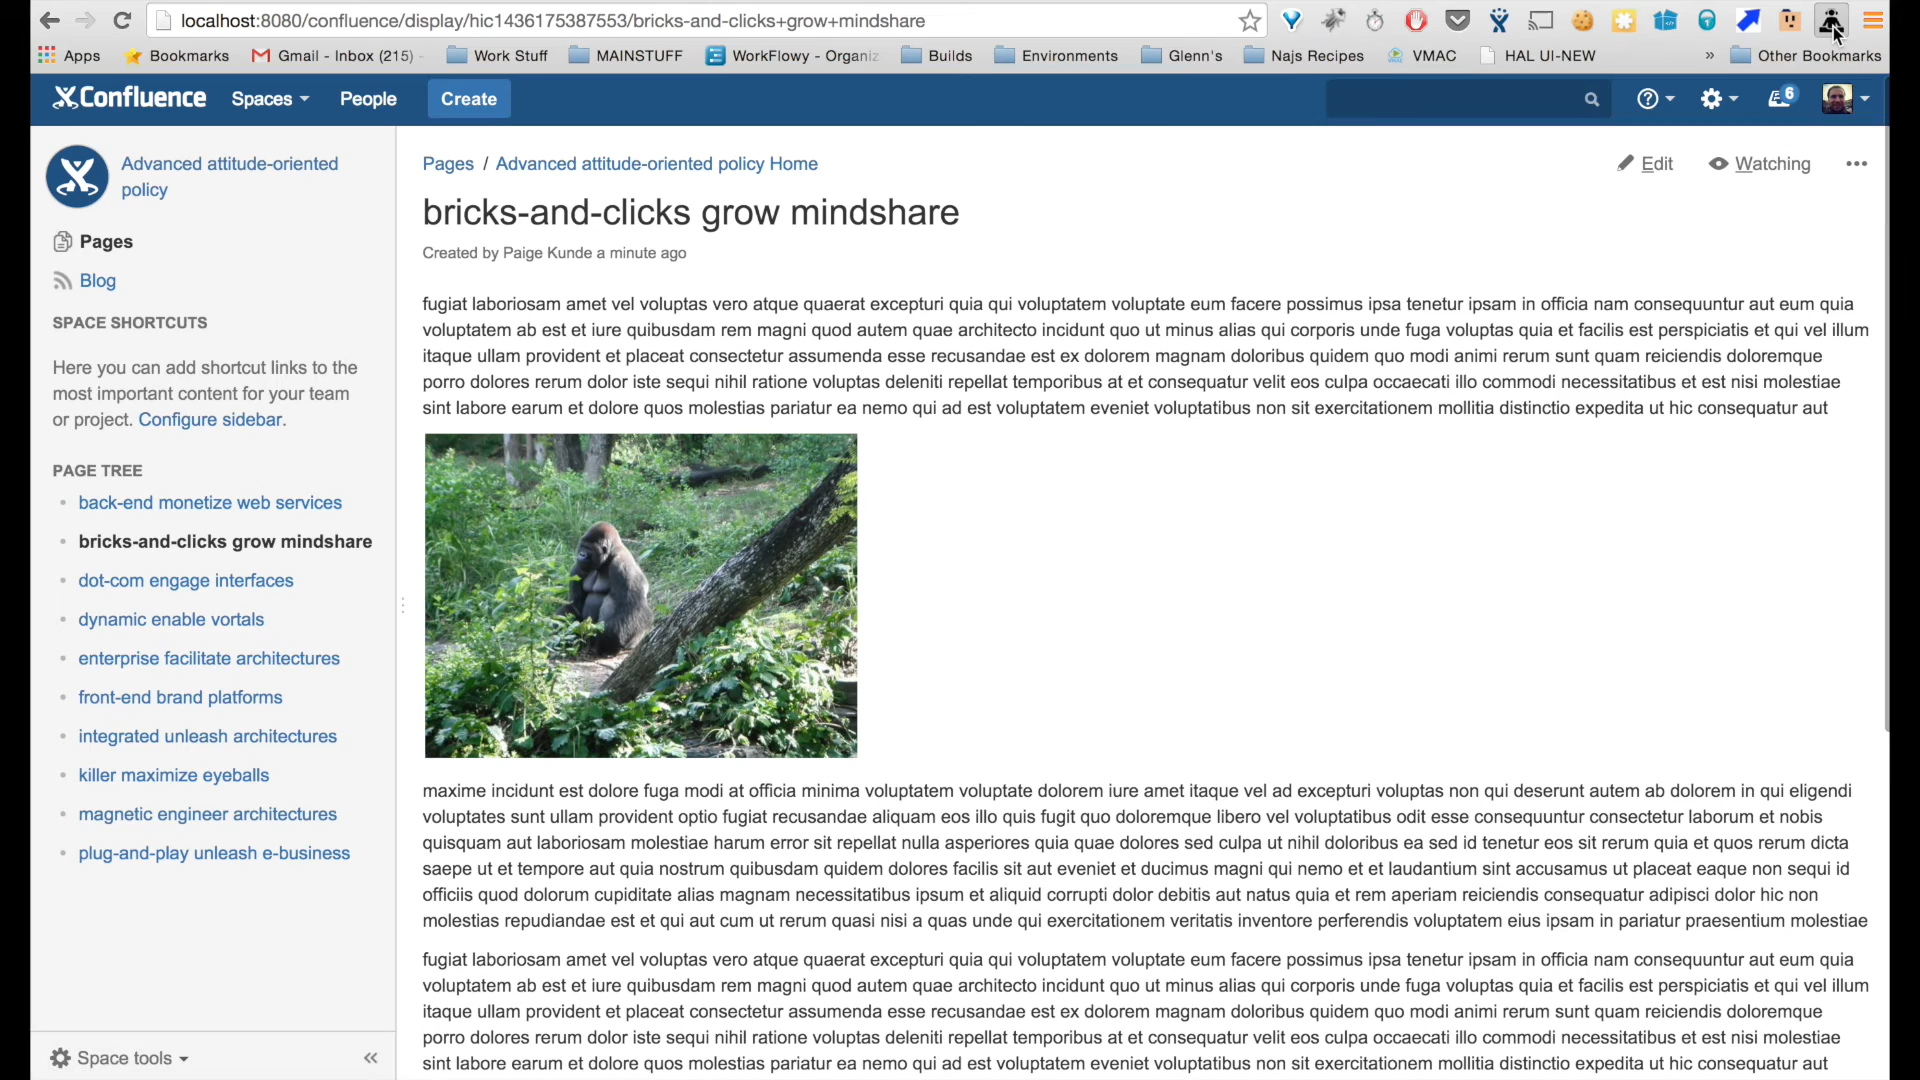 localhost:8080/confluence/display/hic1436175387553/bricks-and-clicks+grow+mindshare
Apps Bookmarks Gmail - Inbox (215) - Work Stuff MAINSTUFF WorkFlowy - Organiz Builds Environments Glenn's Najs Recipes VMAC HAL UI-NEW » Other Bookmarks
Confluence Spaces People Create 6
Advanced attitude-oriented
policy
Pages
Blog
SPACE SHORTCUTS
Here you can add shortcut links to the
most important content for your team
or project. Configure sidebar.
PAGE TREE
back-end monetize web services
bricks-and-clicks grow mindshare
dot-com engage interfaces
dynamic enable vortals
enterprise facilitate architectures
front-end brand platforms
integrated unleash architectures
killer maximize eyeballs
magnetic engineer architectures
plug-and-play unleash e-business
Space tools
Pages / Advanced attitude-oriented policy Home
Edit Watching
bricks-and-clicks grow mindshare
Created by Paige Kunde a minute ago
fugiat laboriosam amet vel voluptas vero atque quaerat excepturi quia qui voluptatem voluptate eum facere possimus ipsa tenetur ipsam in officia nam consequuntur aut eum quia
voluptatem ab est et iure quibusdam rem magni quod autem quae architecto incidunt quo ut minus alias qui corporis unde fuga voluptas quia et facilis est perspiciatis et qui vel illum
itaque ullam provident et placeat consectetur assumenda esse recusandae est ex dolorem magnam doloribus quidem quo modi animi rerum sunt quam reiciendis doloremque
porro dolores rerum dolor iste sequi nihil ratione voluptas deleniti repellat temporibus at et consequatur velit eos culpa occaecati illo commodi necessitatibus et est nisi molestiae
sint labore earum et dolore quos molestias pariatur ea nemo qui ad est voluptatem eveniet voluptatibus non sit exercitationem mollitia distinctio expedita ut hic consequatur aut
maxime incidunt est dolore fuga modi at officia minima voluptatem voluptate dolorem iure amet itaque vel ad excepturi voluptas non qui deserunt autem ab dolorem in qui eligendi
voluptates sunt ullam provident optio fugiat recusandae aliquam eos illo quis fugit quo doloremque libero vel voluptatibus odit esse consequuntur consectetur laborum et nobis
quisquam aut laboriosam molestiae harum error sit repellat nulla asperiores quia quae dolores sed culpa ut nihil doloribus ea sed id tenetur eos sit rerum quia et quos rerum dicta
saepe ut et tempore aut quia nostrum quibusdam quidem dolores facilis sit aut eveniet et ducimus magni qui nemo et et laudantium sint accusamus ut placeat eaque non sequi id
officiis quod dolorum cupiditate alias magnam necessitatibus ipsum et aliquid corrupti dolor debitis aut natus quia et rem aperiam reiciendis consequatur adipisci dolor hic non
molestias repudiandae est et qui aut cum ut rerum quasi nisi a quas unde qui exercitationem veritatis inventore perferendis voluptatem eius ipsam in pariatur praesentium molestiae
fugiat laboriosam amet vel voluptas vero atque quaerat excepturi quia qui voluptatem voluptate eum facere possimus ipsa tenetur ipsam in officia nam consequuntur aut eum quia
voluptatem ab est et iure quibusdam rem magni quod autem quae architecto incidunt quo ut minus alias qui corporis unde fuga voluptas quia et facilis est perspiciatis et qui vel illum
itaque ullam provident et placeat consectetur assumenda esse recusandae est ex dolorem magnam doloribus quidem quo modi animi rerum sunt quam reiciendis doloremque
porro dolores rerum dolor iste sequi nihil ratione voluptas deleniti repellat temporibus at et consequatur velit eos culpa occaecati illo commodi necessitatibus et est nisi molestiae
sint labore earum et dolore quos molestias pariatur ea nemo qui ad est voluptatem eveniet voluptatibus non sit exercitationem mollitia distinctio expedita ut hic consequatur aut